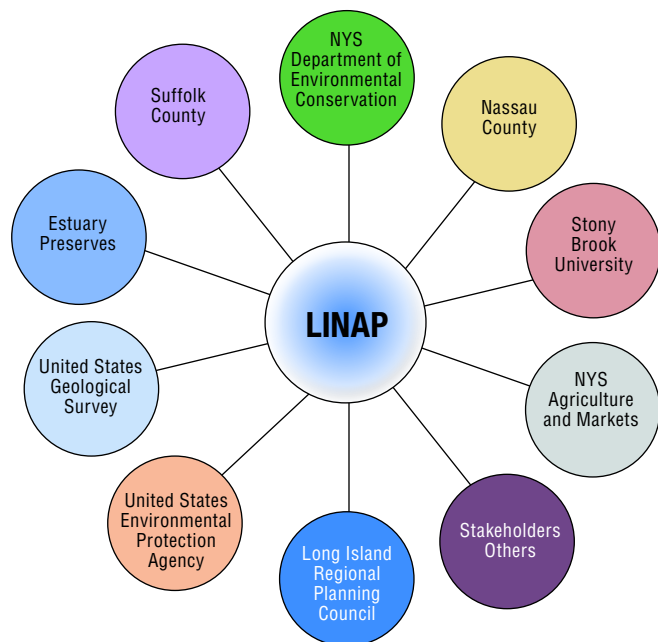 NYS
Department of
Environmental
Conservation
Nassau
County
Stony
Brook
University
NYS
Agriculture
and Markets
Stakeholders
Others
Long Island
Regional
Planning
Council
United States
Environmental
Protection
Agency
United States
Geological
Survey
Estuary
Preserves
Suffolk
County
LINAP